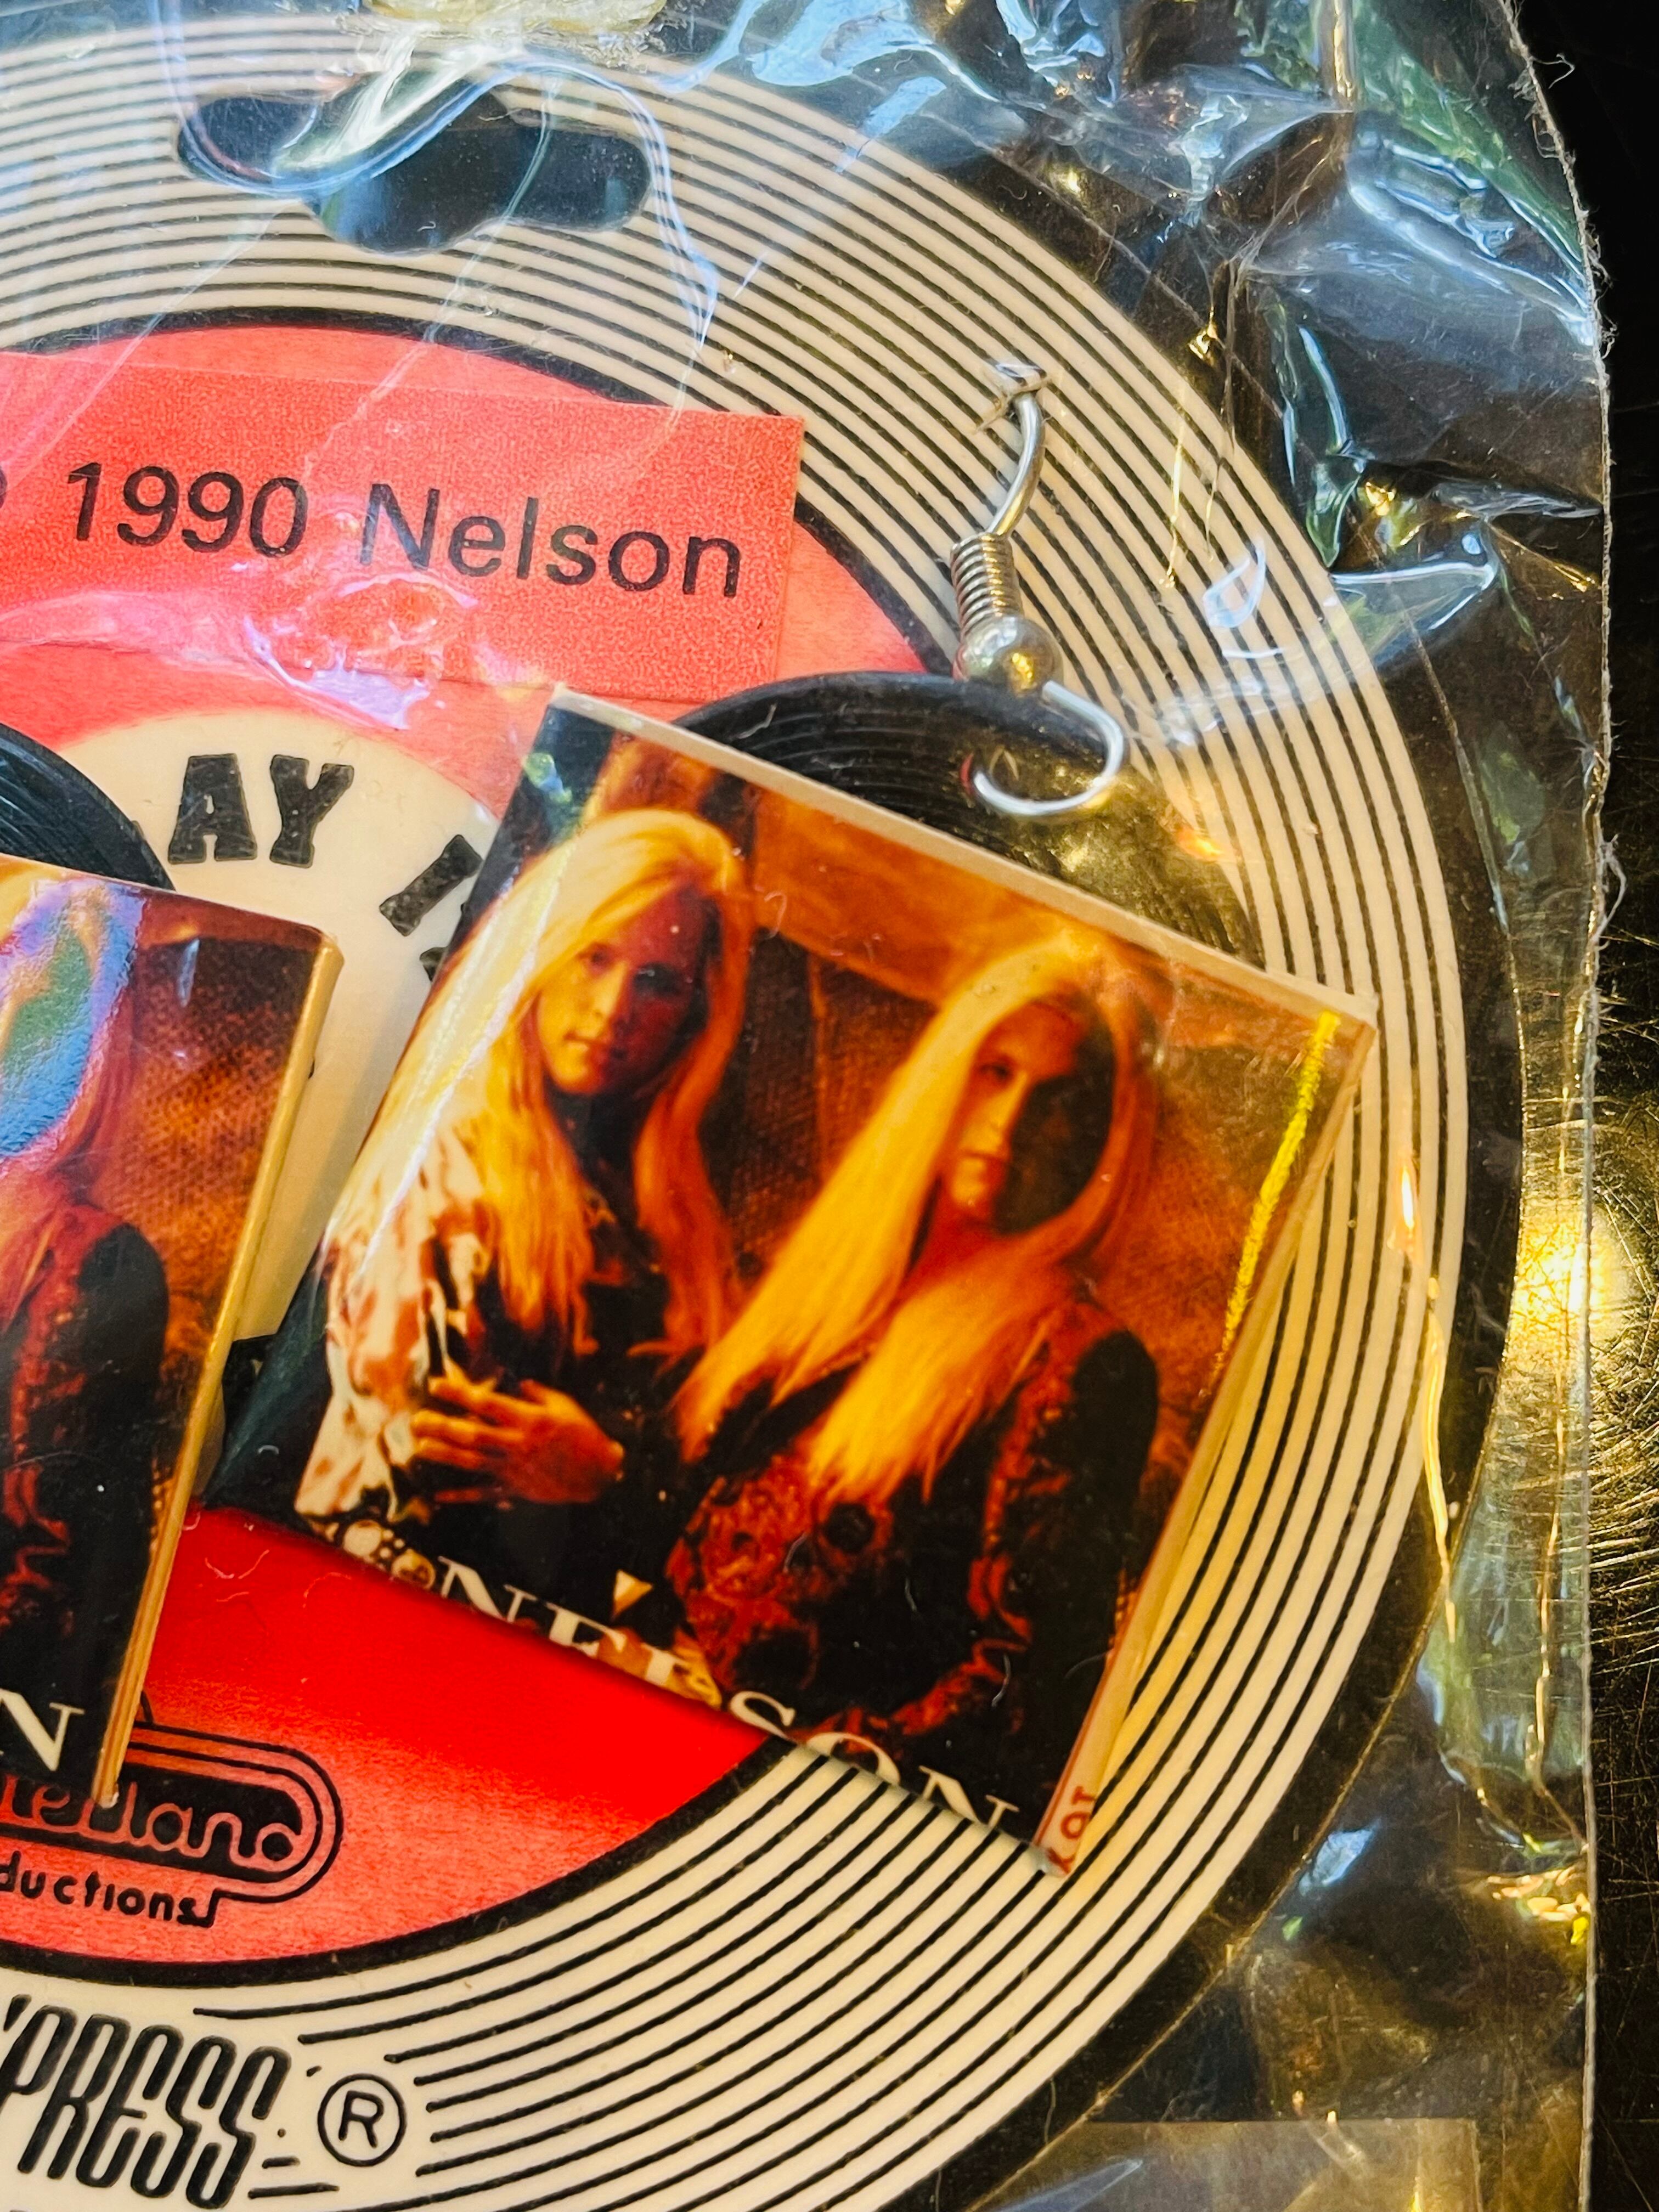 1990 Nelson
AY
NELSON
N
ductions
PRESS ®